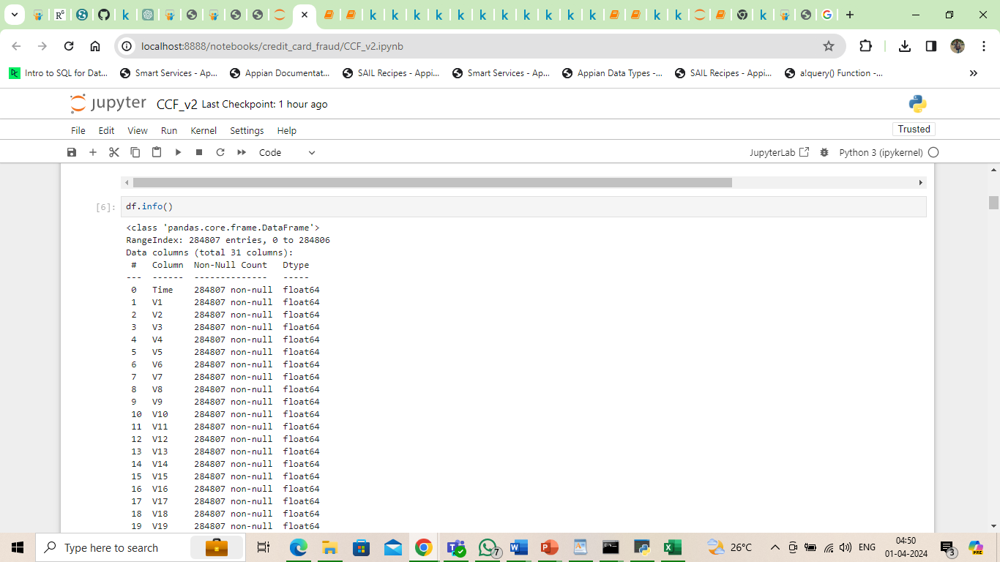 localhost:8888/notebooks/credit_card_fraud/CCF_v2.ipynb
Intro to SQL for Dat... Smart Services - Ap... Appian Documentat... SAIL Recipes - Appi... Smart Services - Ap... Appian Data Types -... SAIL Recipes - Appi... a!query() Function -...
jupyter CCF_v2 Last Checkpoint: 1 hour ago
File Edit View Run Kernel Settings Help Trusted
Code JupyterLab Python 3 (ipykernel)
[6]: df.info()
<class 'pandas.core.frame.DataFrame'>
RangeIndex: 284807 entries, 0 to 284806
Data columns (total 31 columns):
# Column Non-Null Count Dtype
--- ------ -------------- -----
0 Time 284807 non-null float64
1 V1 284807 non-null float64
2 V2 284807 non-null float64
3 V3 284807 non-null float64
4 V4 284807 non-null float64
5 V5 284807 non-null float64
6 V6 284807 non-null float64
7 V7 284807 non-null float64
8 V8 284807 non-null float64
9 V9 284807 non-null float64
10 V10 284807 non-null float64
11 V11 284807 non-null float64
12 V12 284807 non-null float64
13 V13 284807 non-null float64
14 V14 284807 non-null float64
15 V15 284807 non-null float64
16 V16 284807 non-null float64
17 V17 284807 non-null float64
18 V18 284807 non-null float64
19 V19 284807 non-null float64
Type here to search 7 26°C ENG 04:50 3 PRE
01-04-2024